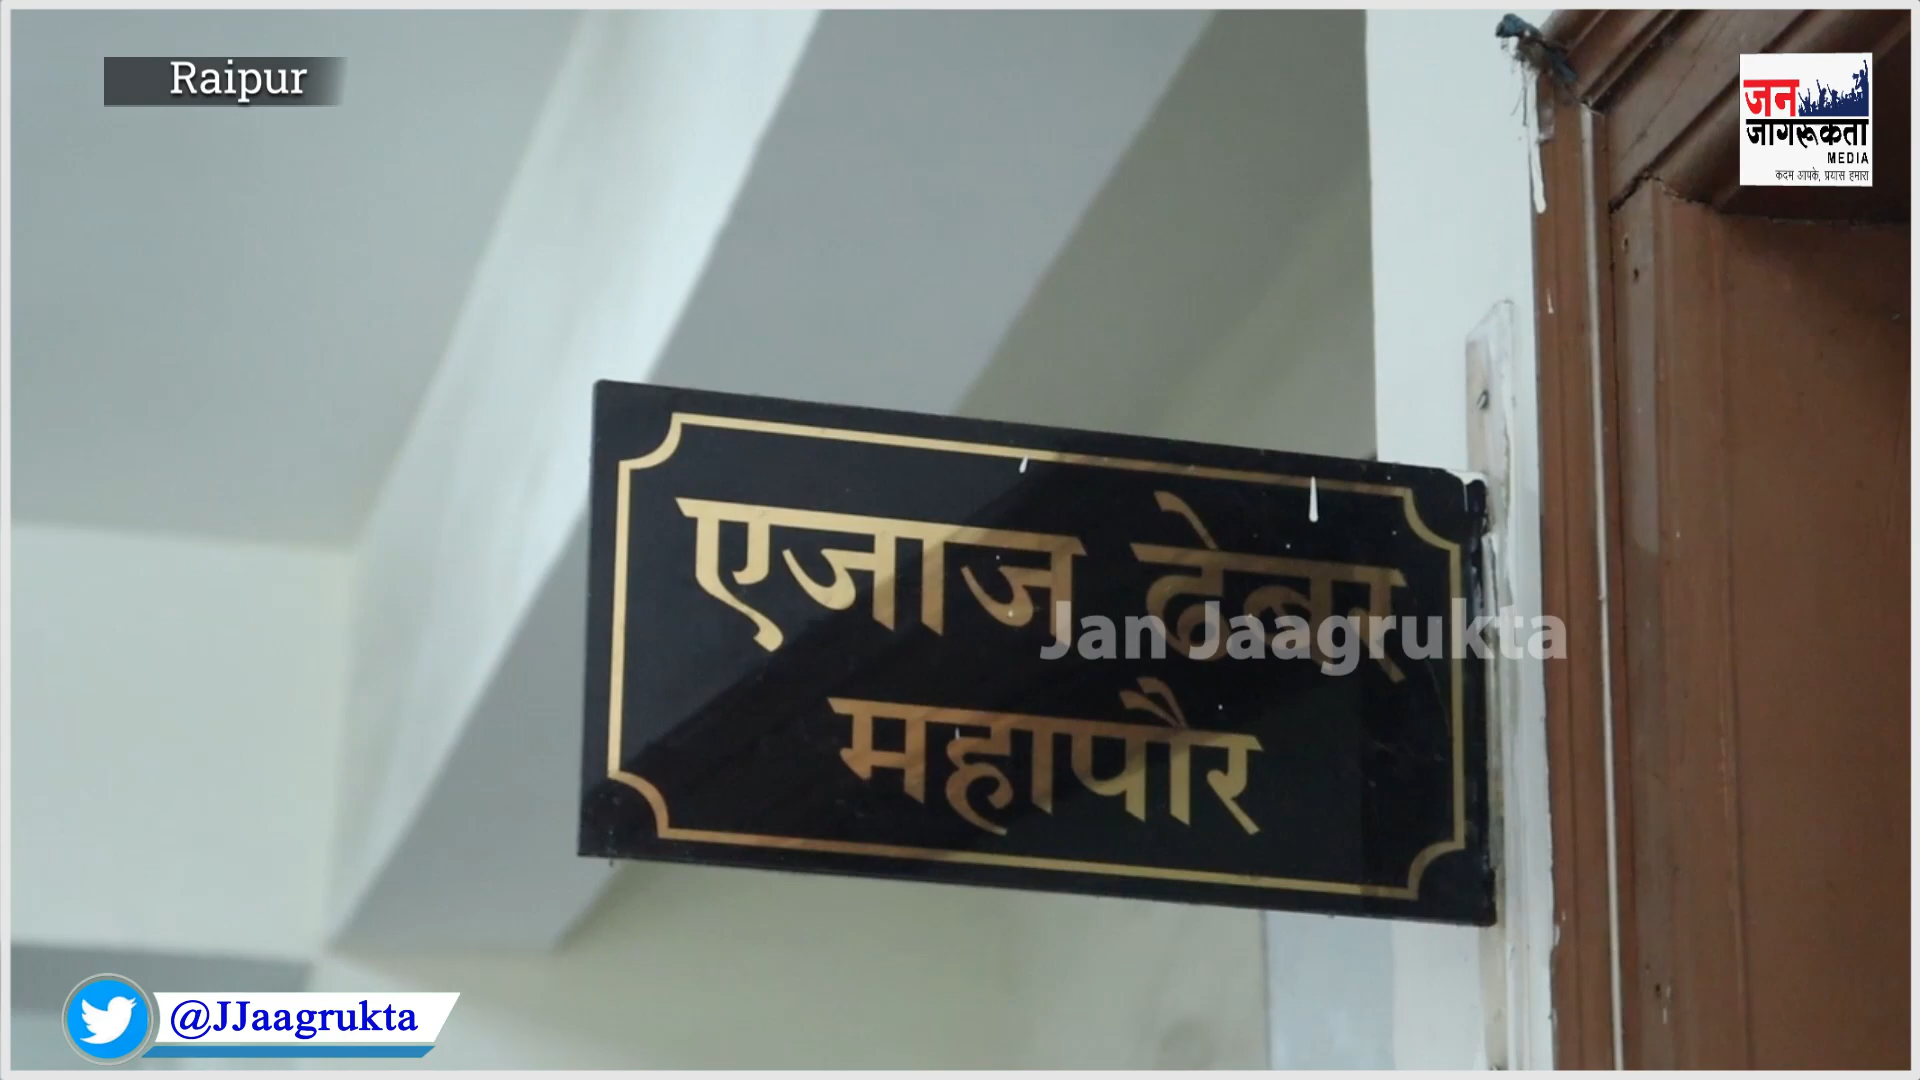 Raipur
जन
जागरूकता
MEDIA
कदम आपके, प्रयास हमारा
एजाज ढेबर
Jan Jaagrukta
महापौर
@JJaagrukta